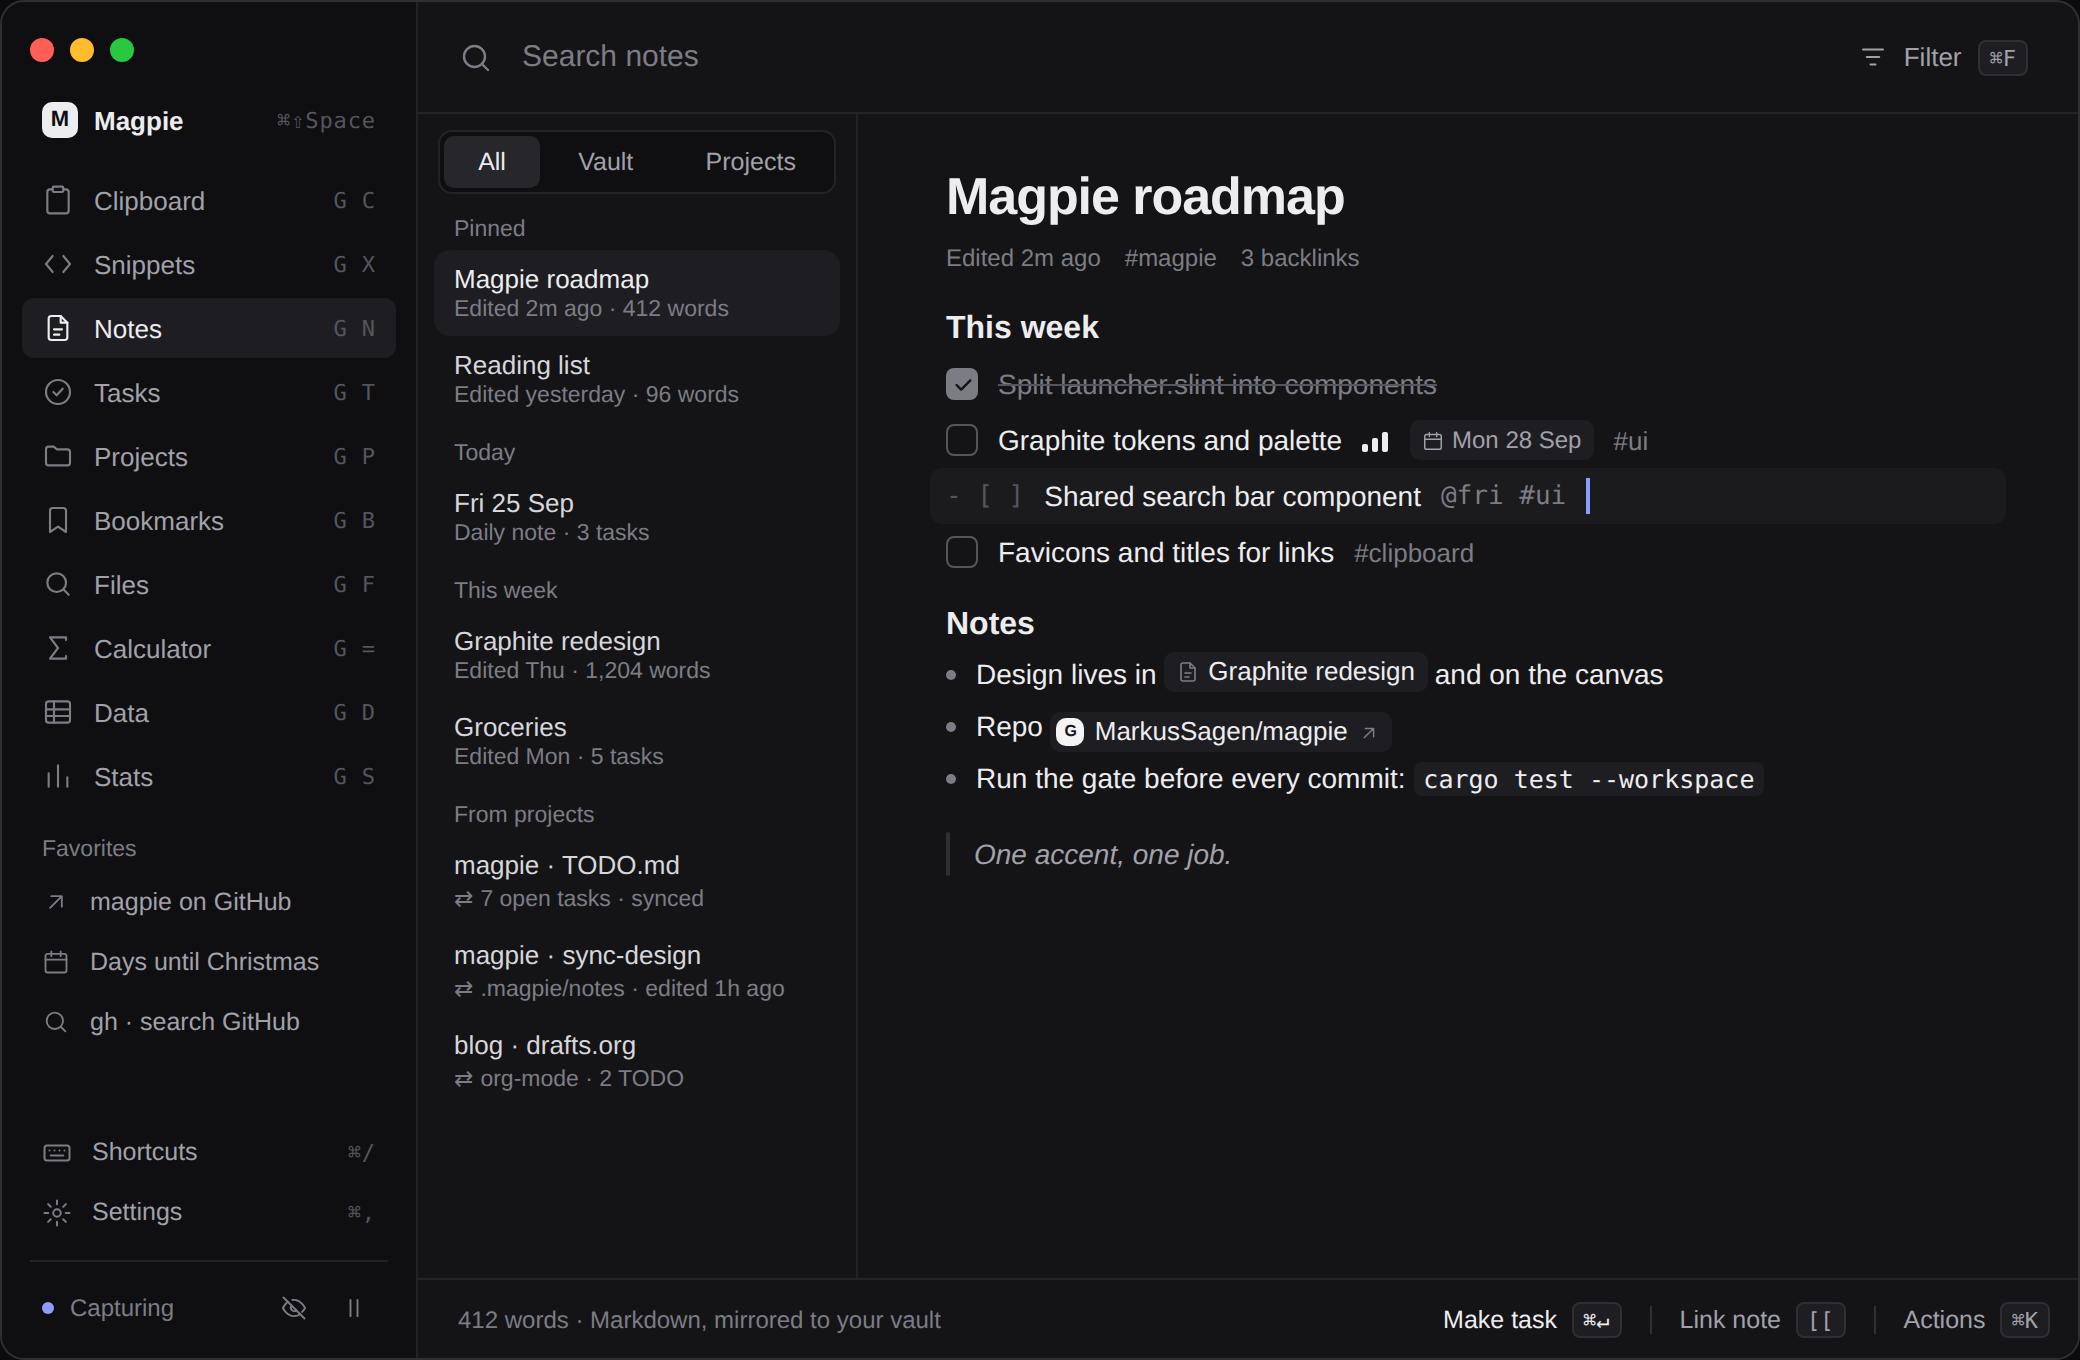 M Magpie ⌘⇧Space
Clipboard G C
Snippets G X
Notes G N
Tasks G T
Projects G P
Bookmarks G B
Files G F
Calculator G =
Data G D
Stats G S
Favorites
magpie on GitHub
Days until Christmas
gh · search GitHub
Shortcuts ⌘/
Settings ⌘,
Capturing
Search notes
Filter ⌘F
All Vault Projects
Pinned
Magpie roadmap
Edited 2m ago · 412 words
Reading list
Edited yesterday · 96 words
Today
Fri 25 Sep
Daily note · 3 tasks
This week
Graphite redesign
Edited Thu · 1,204 words
Groceries
Edited Mon · 5 tasks
From projects
magpie · TODO.md
⇄ 7 open tasks · synced
magpie · sync-design
⇄ .magpie/notes · edited 1h ago
blog · drafts.org
⇄ org-mode · 2 TODO
Magpie roadmap
Edited 2m ago #magpie 3 backlinks
This week
Split launcher.slint into components
Graphite tokens and palette Mon 28 Sep #ui
- [ ] Shared search bar component @fri #ui
Favicons and titles for links #clipboard
Notes
• Design lives in Graphite redesign and on the canvas
• Repo G MarkusSagen/magpie ↗
• Run the gate before every commit: cargo test --workspace
One accent, one job.
412 words · Markdown, mirrored to your vault
Make task ⌘↵ Link note [[ Actions ⌘K